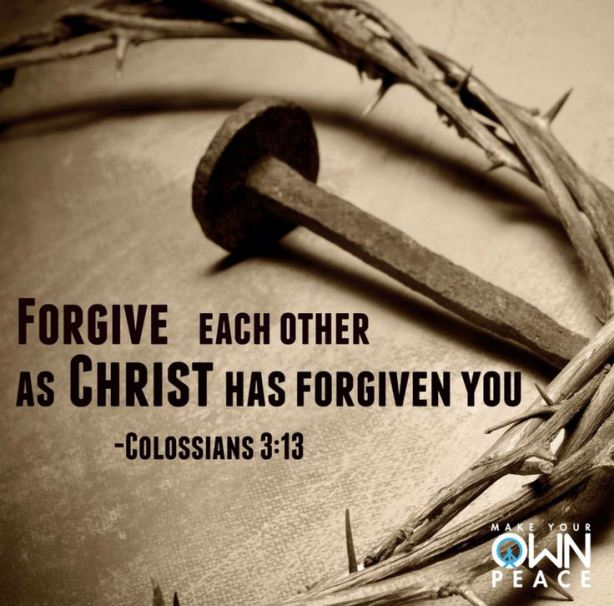 FORGIVE EACH OTHER
AS CHRIST HAS FORGIVEN YOU
-COLOSSIANS 3:13
MAKE YOUR
OWN
PEACE